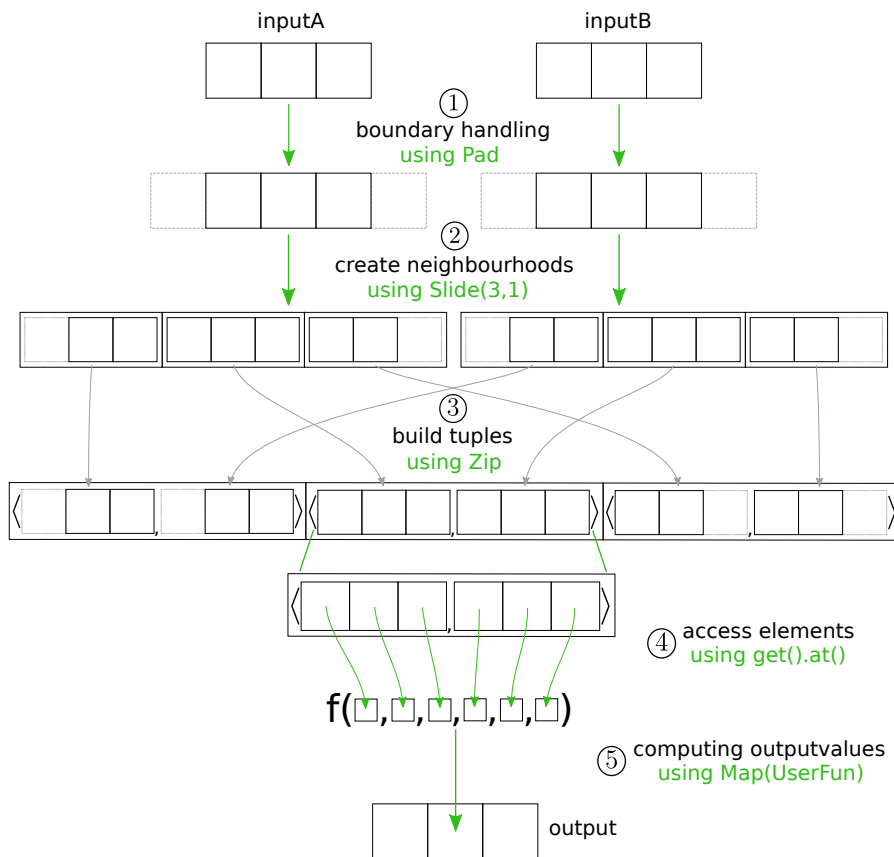 inputA
inputB
1
boundary handling
using Pad
2
create neighbourhoods
using Slide(3,1)
3
build tuples
using Zip
⟨ , ⟩ ⟨ , ⟩ ⟨ , ⟩
⟨ , ⟩
4
access elements
using get().at()
f( , , , , , )
5
computing outputvalues
using Map(UserFun)
output